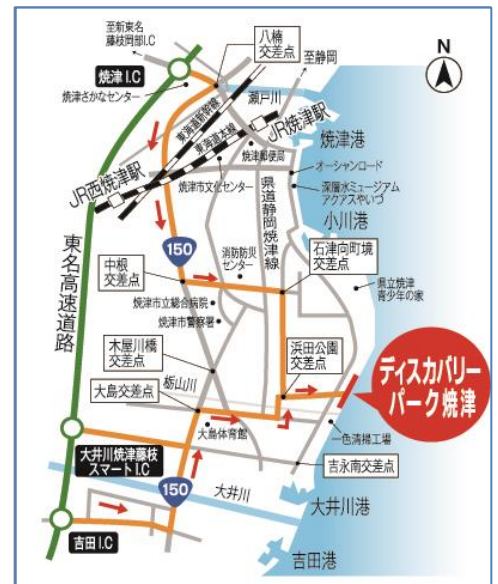 至新東名
藤枝岡部I.C
八楠
交差点
至静岡
N
焼津I.C
焼津さかなセンター
瀬戸川
東海道新幹線
東海道本線
JR焼津駅
焼津港
焼津郵便局
JR西焼津駅
焼津市文化センター
オーシャンロード
深層水ミュージアム
アクアスやいづ
県道静岡焼津線
小川港
東名高速道路
150
消防防災
センター
石津向町境
交差点
中根
交差点
県立焼津
青少年の家
焼津市立総合病院
焼津市警察署
木屋川橋
交差点
浜田公園
交差点
ディスカバリー
パーク焼津
栃山川
大島交差点
大島体育館
一色清掃工場
大井川焼津藤枝
スマートI.C
吉永南交差点
150
大井川
大井川港
吉田I.C
吉田港